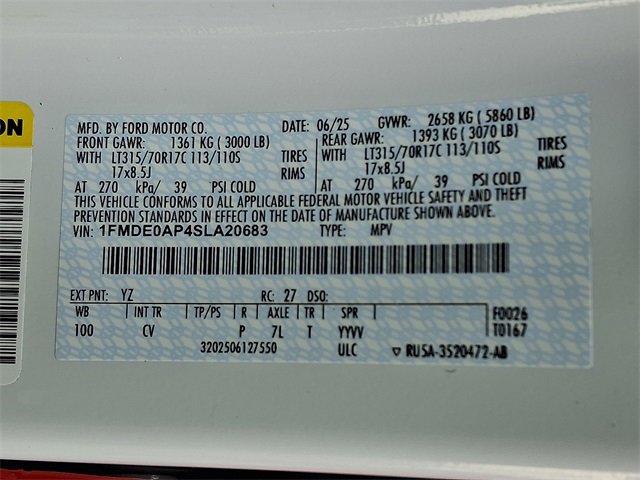 ON
MFD. BY FORD MOTOR CO. DATE: 06/25 GVWR: 2658 KG ( 5860 LB)
FRONT GAWR: 1361 KG ( 3000 LB) REAR GAWR: 1393 KG ( 3070 LB)
WITH LT315/70R17C 113/110S TIRES WITH LT315/70R17C 113/110S TIRES
17x8.5J RIMS 17x8.5J RIMS
AT 270 kPa/ 39 PSI COLD AT 270 kPa/ 39 PSI COLD
THIS VEHICLE CONFORMS TO ALL APPLICABLE FEDERAL MOTOR VEHICLE SAFETY AND THEFT
PREVENTION STANDARDS IN EFFECT ON THE DATE OF MANUFACTURE SHOWN ABOVE.
VIN: 1FMDE0AP4SLA20683 TYPE: MPV
EXT PNT: YZ RC: 27 DSO:
WB INT TR TP/PS R AXLE TR SPR F0026
100 CV P 7L T YYVV T0167
3202506127550 ULC ▽ RU5A-3520472-AB